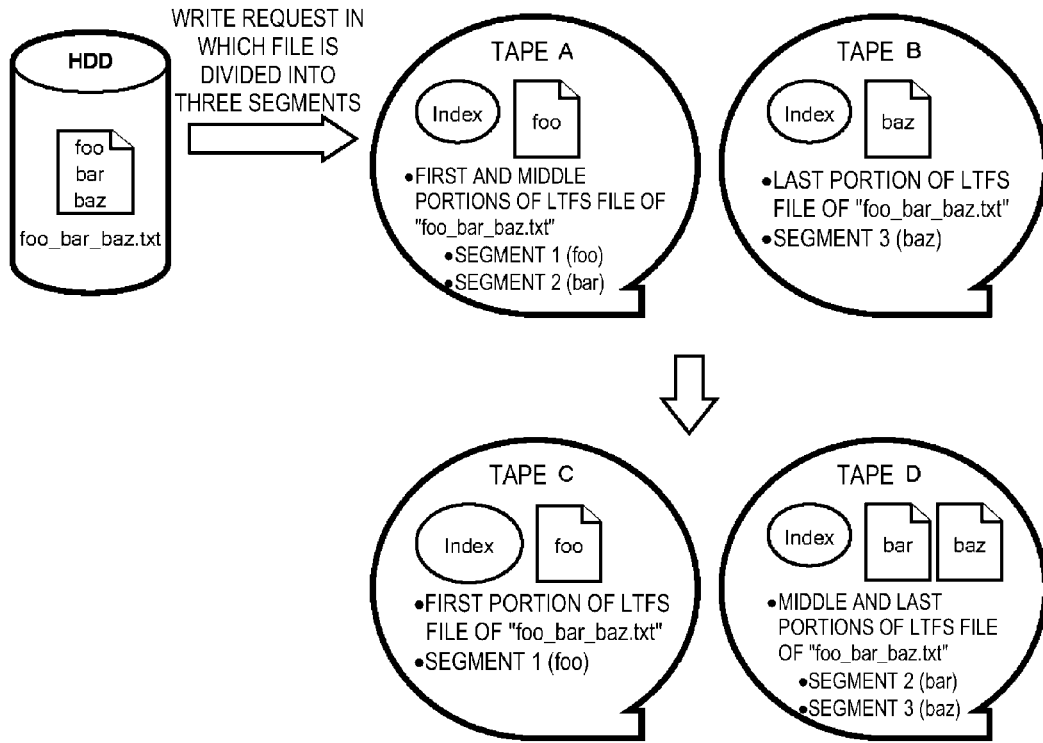 HDD
foo
bar
baz
foo_bar_baz.txt
WRITE REQUEST IN
WHICH FILE IS
DIVIDED INTO
THREE SEGMENTS
TAPE A
Index
foo
•FIRST AND MIDDLE
PORTIONS OF LTFS FILE OF
"foo_bar_baz.txt"
•SEGMENT 1 (foo)
•SEGMENT 2 (bar)
TAPE B
Index
baz
•LAST PORTION OF LTFS
FILE OF "foo_bar_baz.txt"
•SEGMENT 3 (baz)
TAPE C
Index
foo
•FIRST PORTION OF LTFS
FILE OF "foo_bar_baz.txt"
•SEGMENT 1 (foo)
TAPE D
Index
bar
baz
•MIDDLE AND LAST
PORTIONS OF LTFS FILE
OF "foo_bar_baz.txt"
•SEGMENT 2 (bar)
•SEGMENT 3 (baz)